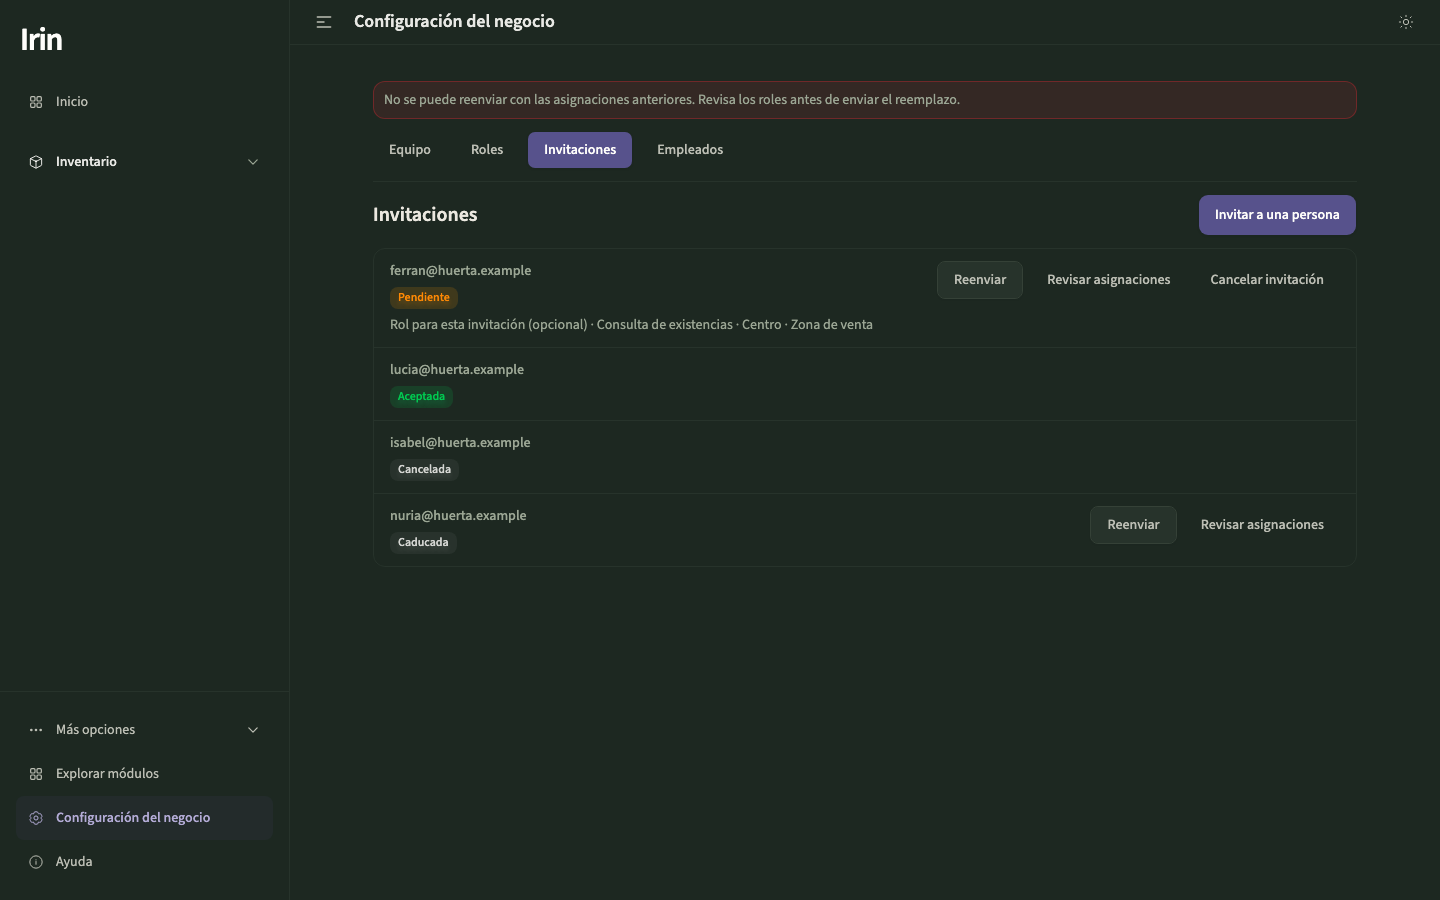 Irin
Configuración del negocio
Inicio
Inventario
No se puede reenviar con las asignaciones anteriores. Revisa los roles antes de enviar el reemplazo.
Equipo
Roles
Invitaciones
Empleados
Invitaciones
Invitar a una persona
ferran@huerta.example
Pendiente
Rol para esta invitación (opcional) · Consulta de existencias · Centro · Zona de venta
Reenviar
Revisar asignaciones
Cancelar invitación
lucia@huerta.example
Aceptada
isabel@huerta.example
Cancelada
nuria@huerta.example
Caducada
Reenviar
Revisar asignaciones
Más opciones
Explorar módulos
Configuración del negocio
Ayuda